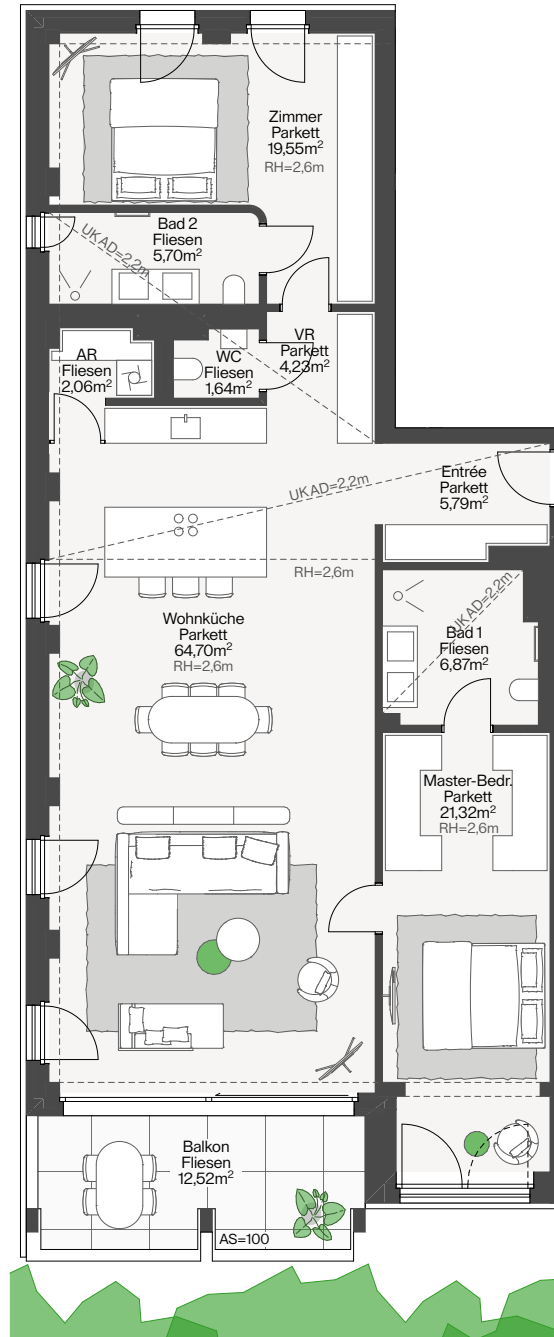 Zimmer
Parkett
19,55m²
RH=2,6m
Bad 2
Fliesen
5,70m²
UKAD=2,2m
AR
Fliesen
2,06m²
WC
Fliesen
1,64m²
VR
Parkett
4,23m²
Entrée
Parkett
5,79m²
UKAD=2,2m
RH=2,6m
Wohnküche
Parkett
64,70m²
RH=2,6m
UKAD=2,2m
Bad 1
Fliesen
6,87m²
Master-Bedr.
Parkett
21,32m²
RH=2,6m
Balkon
Fliesen
12,52m²
AS=100